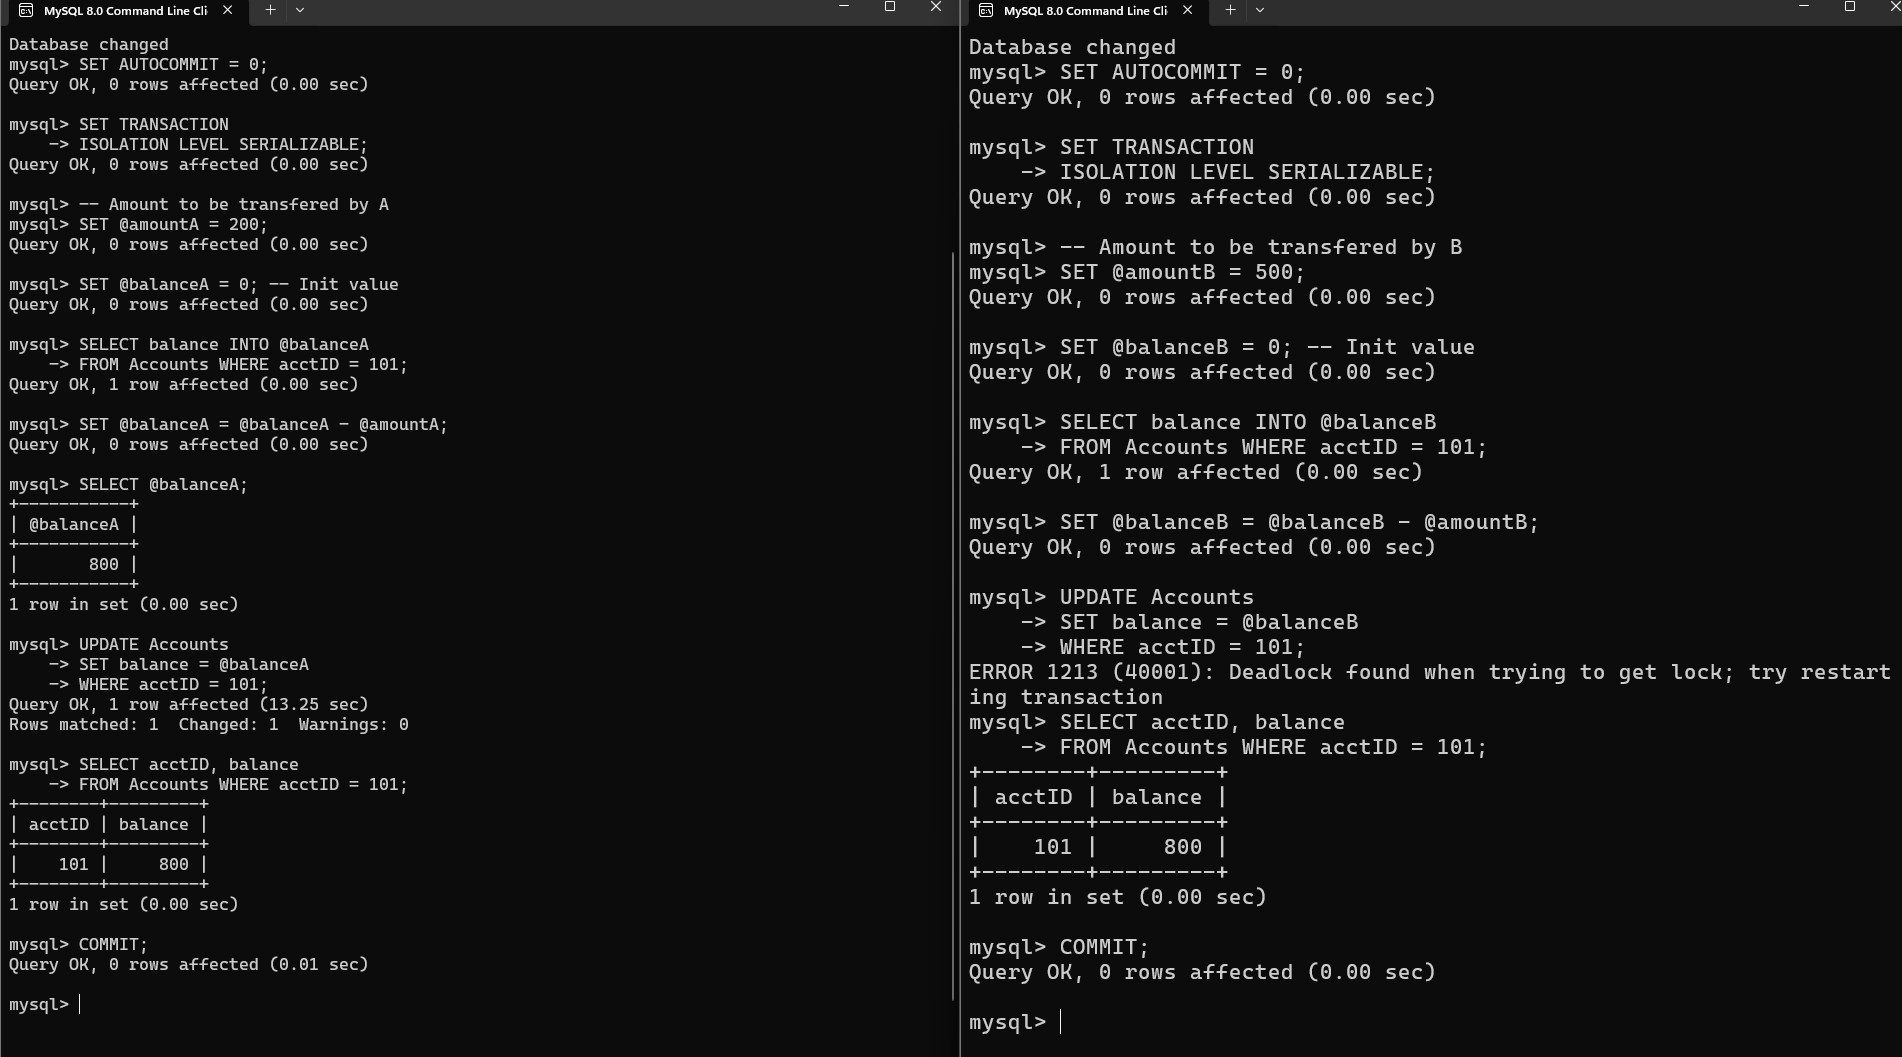 MySQL 8.0 Command Line Cli
Database changed
mysql> SET AUTOCOMMIT = 0;
Query OK, 0 rows affected (0.00 sec)
mysql> SET TRANSACTION
    -> ISOLATION LEVEL SERIALIZABLE;
Query OK, 0 rows affected (0.00 sec)
mysql> -- Amount to be transfered by A
mysql> SET @amountA = 200;
Query OK, 0 rows affected (0.00 sec)
mysql> SET @balanceA = 0; -- Init value
Query OK, 0 rows affected (0.00 sec)
mysql> SELECT balance INTO @balanceA
    -> FROM Accounts WHERE acctID = 101;
Query OK, 1 row affected (0.00 sec)
mysql> SET @balanceA = @balanceA - @amountA;
Query OK, 0 rows affected (0.00 sec)
mysql> SELECT @balanceA;
+-----------+
| @balanceA |
+-----------+
|       800 |
+-----------+
1 row in set (0.00 sec)
mysql> UPDATE Accounts
    -> SET balance = @balanceA
    -> WHERE acctID = 101;
Query OK, 1 row affected (13.25 sec)
Rows matched: 1  Changed: 1  Warnings: 0
mysql> SELECT acctID, balance
    -> FROM Accounts WHERE acctID = 101;
+--------+---------+
| acctID | balance |
+--------+---------+
|    101 |     800 |
+--------+---------+
1 row in set (0.00 sec)
mysql> COMMIT;
Query OK, 0 rows affected (0.01 sec)
mysql>
MySQL 8.0 Command Line Cli
Database changed
mysql> SET AUTOCOMMIT = 0;
Query OK, 0 rows affected (0.00 sec)
mysql> SET TRANSACTION
    -> ISOLATION LEVEL SERIALIZABLE;
Query OK, 0 rows affected (0.00 sec)
mysql> -- Amount to be transfered by B
mysql> SET @amountB = 500;
Query OK, 0 rows affected (0.00 sec)
mysql> SET @balanceB = 0; -- Init value
Query OK, 0 rows affected (0.00 sec)
mysql> SELECT balance INTO @balanceB
    -> FROM Accounts WHERE acctID = 101;
Query OK, 1 row affected (0.00 sec)
mysql> SET @balanceB = @balanceB - @amountB;
Query OK, 0 rows affected (0.00 sec)
mysql> UPDATE Accounts
    -> SET balance = @balanceB
    -> WHERE acctID = 101;
ERROR 1213 (40001): Deadlock found when trying to get lock; try restart
ing transaction
mysql> SELECT acctID, balance
    -> FROM Accounts WHERE acctID = 101;
+--------+---------+
| acctID | balance |
+--------+---------+
|    101 |     800 |
+--------+---------+
1 row in set (0.00 sec)
mysql> COMMIT;
Query OK, 0 rows affected (0.00 sec)
mysql>